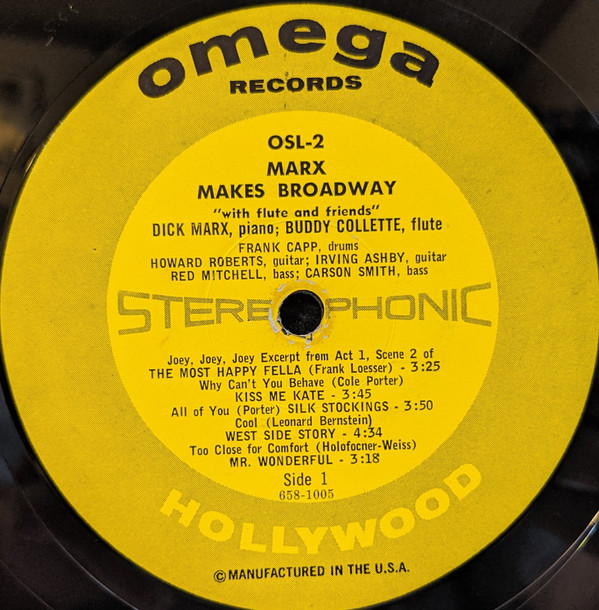 omega
RECORDS
OSL-2
MARX
MAKES BROADWAY
"with flute and friends"
DICK MARX, piano; BUDDY COLLETTE, flute
FRANK CAPP, drums
HOWARD ROBERTS, guitar; IRVING ASHBY, guitar
RED MITCHELL, bass; CARSON SMITH, bass
STEREOPHONIC
Joey, Joey, Joey Excerpt from Act 1, Scene 2 of
THE MOST HAPPY FELLA (Frank Loesser) - 3:25
Why Can't You Behave (Cole Porter)
KISS ME KATE - 3:45
All of You (Porter) SILK STOCKINGS - 3:50
Cool (Leonard Bernstein)
WEST SIDE STORY - 4:34
Too Close for Comfort (Holofocner-Weiss)
MR. WONDERFUL - 3:18
Side 1
658-1005
HOLLYWOOD
©MANUFACTURED IN THE U.S.A.